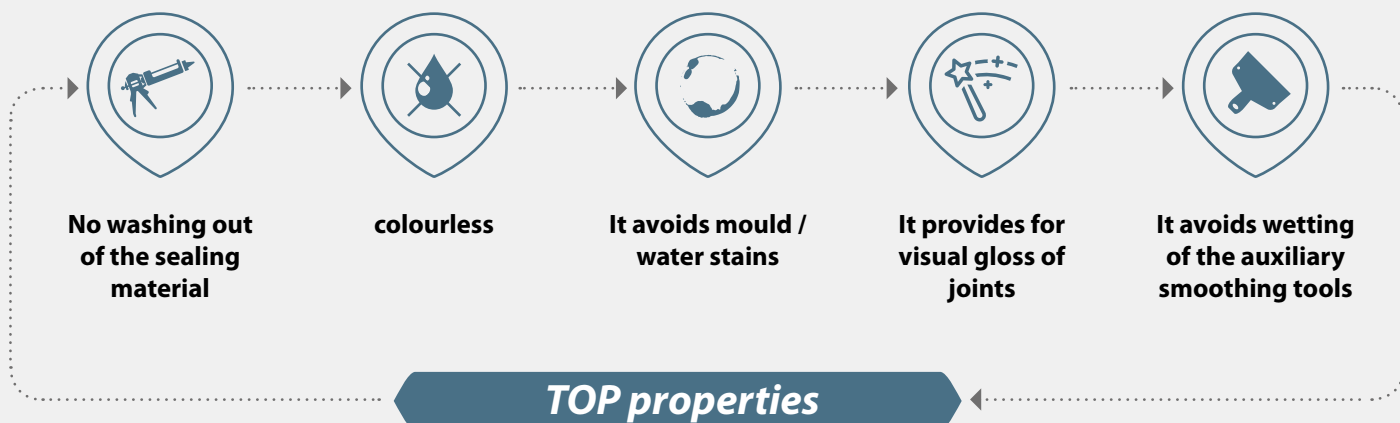 No washing out
of the sealing
material
colourless
It avoids mould /
water stains
It provides for
visual gloss of
joints
It avoids wetting
of the auxiliary
smoothing tools
TOP properties